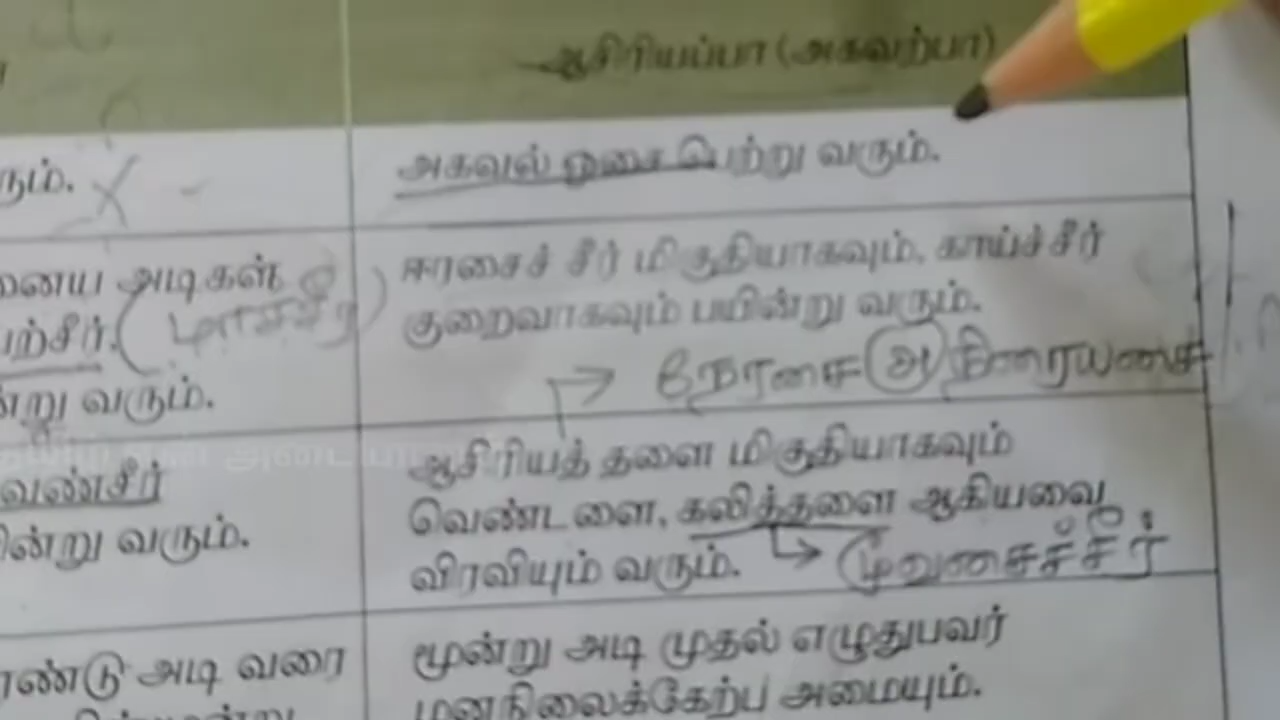 ஆசிரியப்பா (அகவற்பா)
ரும்.
அகவல் ஓசை பெற்று வரும்.
னைய அடிகள்
ற்சீர். (மாச்சீர்)
ன்று வரும்.
ஈரசைச் சீர் மிகுதியாகவும், காய்ச்சீர்
குறைவாகவும் பயின்று வரும்.
நேரசை அ நிரையசை
வெண்சீர்
ின்று வரும்.
ஆசிரியத் தளை மிகுதியாகவும்
வெண்டளை, கலித்தளை ஆகியவை
விரவியும் வரும்.
மூவசைச்சீர்
ரண்டு அடி வரை
மூன்று அடி முதல் எழுதுபவர்
மனநிலைக்கேற்ப அமையும்.